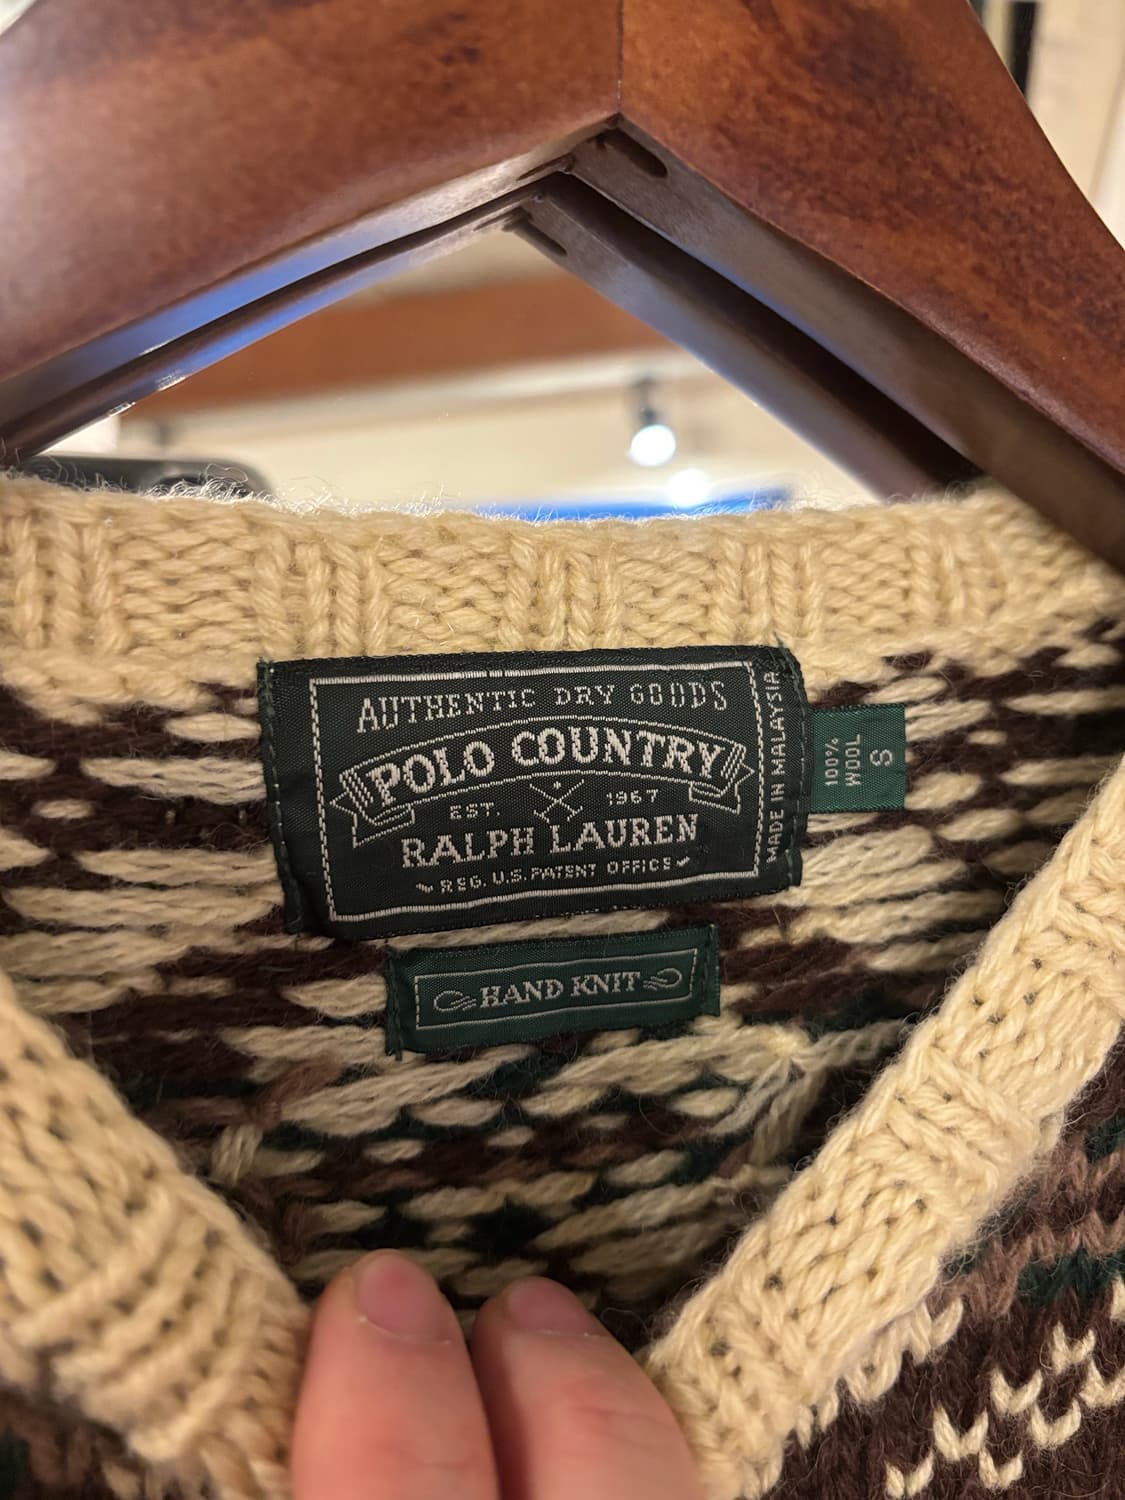 AUTHENTIC DRY GOODS
POLO COUNTRY
EST. 1967
RALPH LAUREN
REG. U.S. PATENT OFFICE
MADE IN MALAYSIA
100%
WOOL
S
HAND KNIT